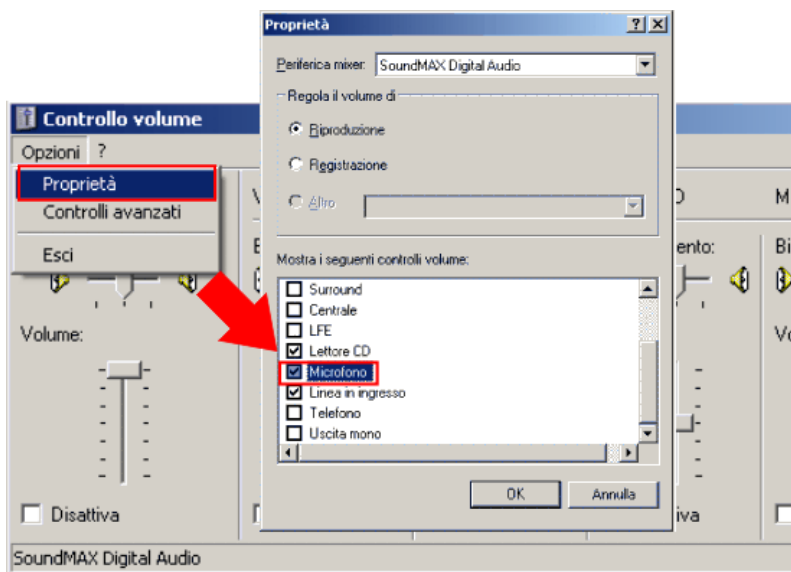 Controllo volume
Opzioni ?
Proprietà
Controlli avanzati
Esci
Volume:
Disattiva
SoundMAX Digital Audio
Proprietà
Periferica mixer: SoundMAX Digital Audio
Regola il volume di
Riproduzione
Registrazione
Altro
Mostra i seguenti controlli volume:
Surround
Centrale
LFE
Lettore CD
Microfono
Linea in ingresso
Telefono
Uscita mono
OK Annulla
ento:
iva
M
Bi